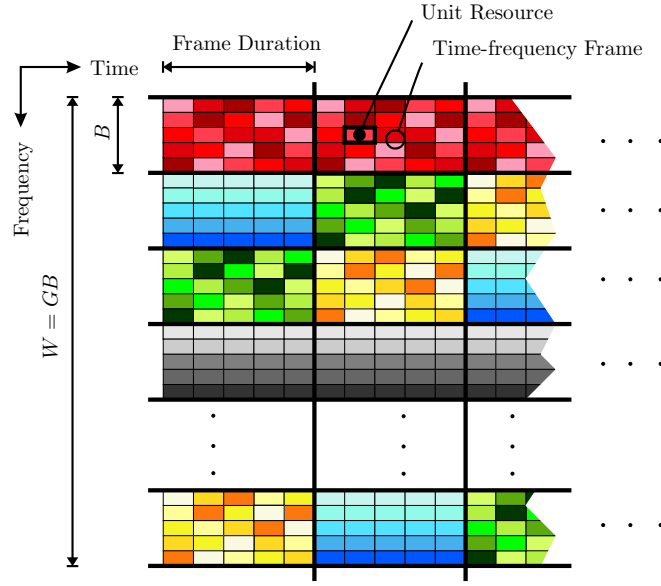 Unit Resource
Frame Duration
Time-frequency Frame
Time
B
Frequency
W = GB